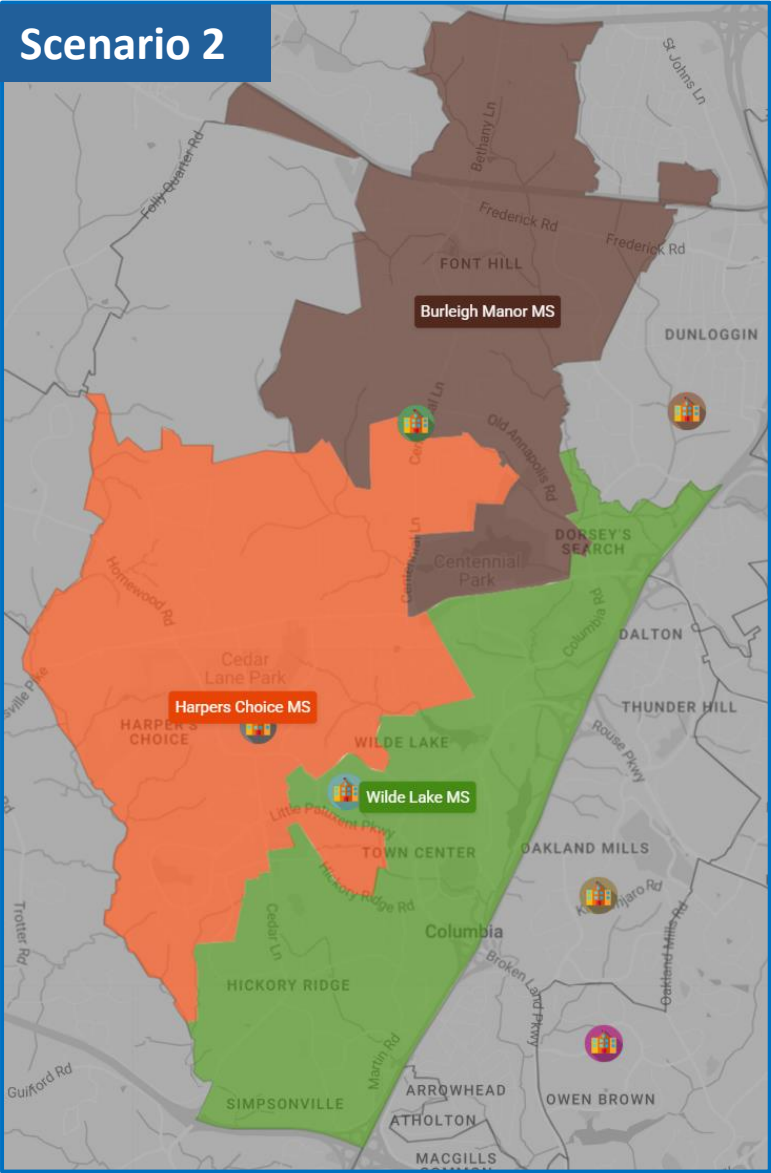 Scenario 2
St Johns Ln
Bethany Ln
Folly Quarter Rd
Frederick Rd
Frederick Rd
FONT HILL
Burleigh Manor MS
DUNLOGGIN
Old Annapolis Rd
DORSEY'S
SEARCH
Centennial Ln
Centennial
Park
Homewood Rd
Columbia Rd
DALTON
Cedar
Lane Park
Harpers Choice MS
THUNDER HILL
HARPER'S
CHOICE
WILDE LAKE
Rouse Pkwy
Wilde Lake MS
Little Patuxent Pkwy
TOWN CENTER
OAKLAND MILLS
Hickory Ridge Rd
Trotter Rd
Cedar Ln
Columbia
Oakland Mills Rd
Broken Land Pkwy
HICKORY RIDGE
Martin Rd
Guilford Rd
SIMPSONVILLE
ARROWHEAD
OWEN BROWN
ATHOLTON
MACGILLS
COMMON